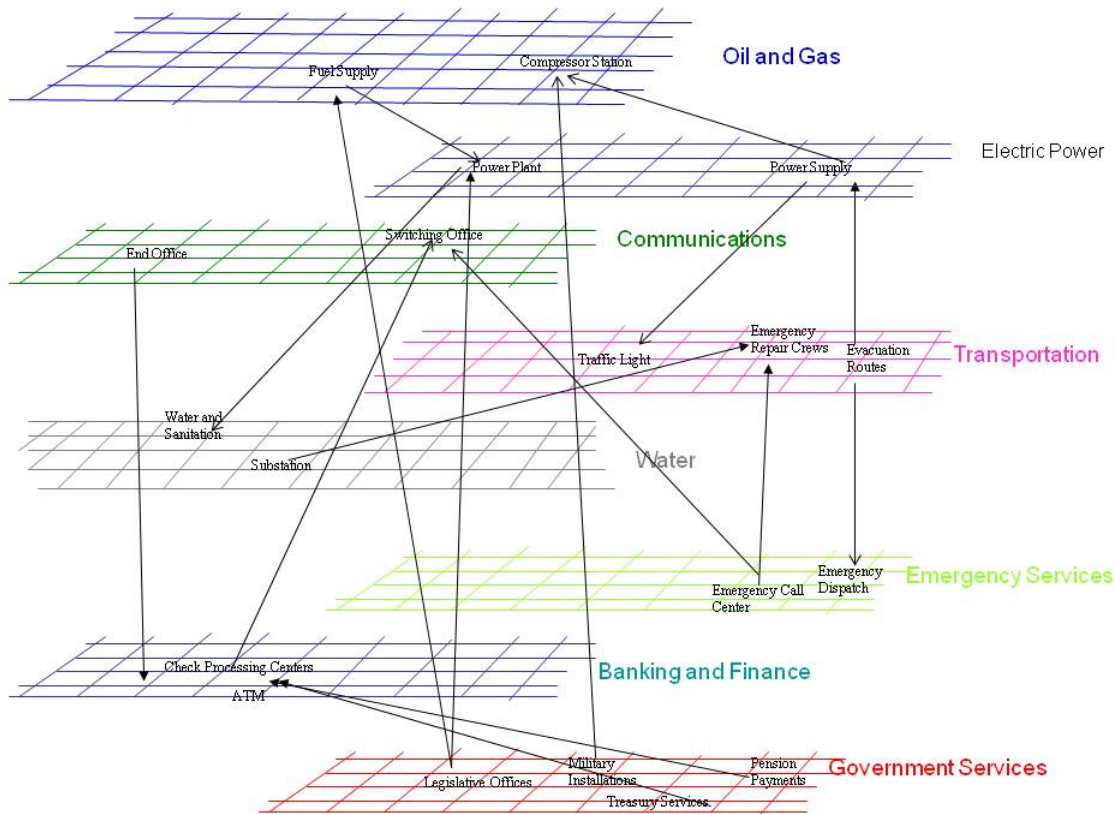 Oil and Gas
Compressor Station
Fuel Supply
Electric Power
Power Plant
Power Supply
Switching Office
Communications
End Office
Emergency
Repair Crews
Traffic Light
Evacuation
Routes
Transportation
Water and
Sanitation
Substation
Water
Emergency
Dispatch
Emergency Services
Emergency Call
Center
Check Processing Centers
Banking and Finance
ATM
Military
Installations
Pension
Payments
Government Services
Legislative Offices
Treasury Services